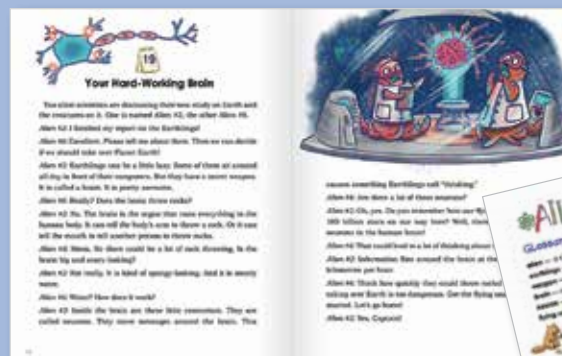 19
Your Hard-Working Brain
Two alien scientists are discussing their new study on Earth and
the creatures on it. One is named Alien #2, the other Alien #6.
Alien #2: I finished my report on the Earthlings!
Alien #6: Excellent. Please tell me about them. Then we can decide
if we should take over Planet Earth!
Alien #2: Earthlings can be a little lazy. Some of them sit around
all day in front of their computers. But they have a secret weapon.
It is called a brain. It is pretty awesome.
Alien #6: Really? Does the brain throw rocks?
Alien #2: No. The brain is the organ that runs everything in the
human body. It can tell the body's arm to throw a rock. Or it can
tell the mouth to tell another person to throw rocks.
Alien #6: Hmm. So there could be a lot of rock throwing. Is the
brain big and scary-looking?
Alien #2: Not really. It is kind of spongy-looking. And it is mostly
water.
Alien #6: Water? How does it work?
Alien #2: Inside the brain are these little messengers. They are
called neurons. They move messages around the brain. This
causes something Earthlings call "thinking."
Alien #6: Are there a lot of these neurons?
Alien #2: Oh, yes. Do you remember how our
100 billion stars on our way here? Well,
neurons in the human brain!
Alien #6: That could lead to a lot of thinking about
Alien #2: Information flies around the brain at the
kilometres per hour.
Alien #6: Think how quickly they could throw rocks!
taking over Earth is too dangerous. Get the flying
started. Let's go home!
Alien #2: Yes, Captain!
Glossary
alien